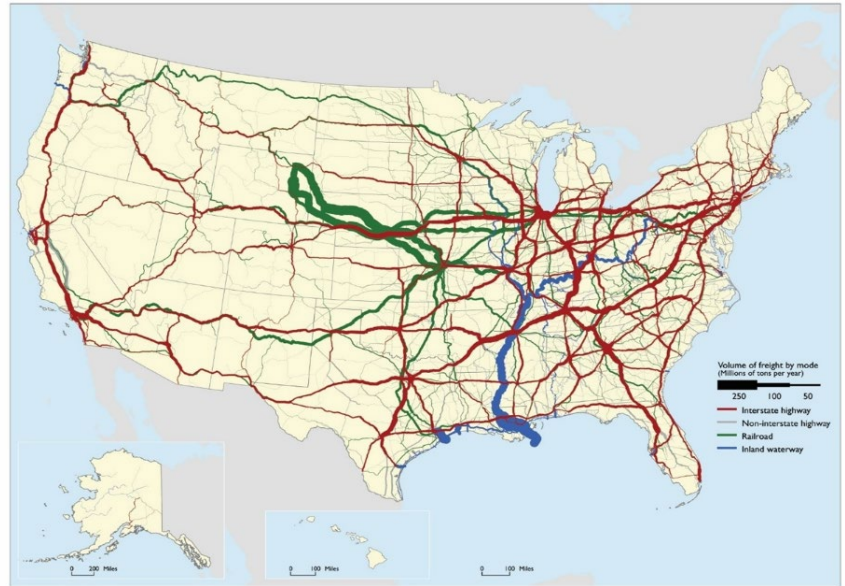 Volume of freight by mode
(Millions of tons per year)
250 100 50
Interstate highway
Non-interstate highway
Railroad
Inland waterway
0 200 Miles
0 100 Miles
0 100 Miles